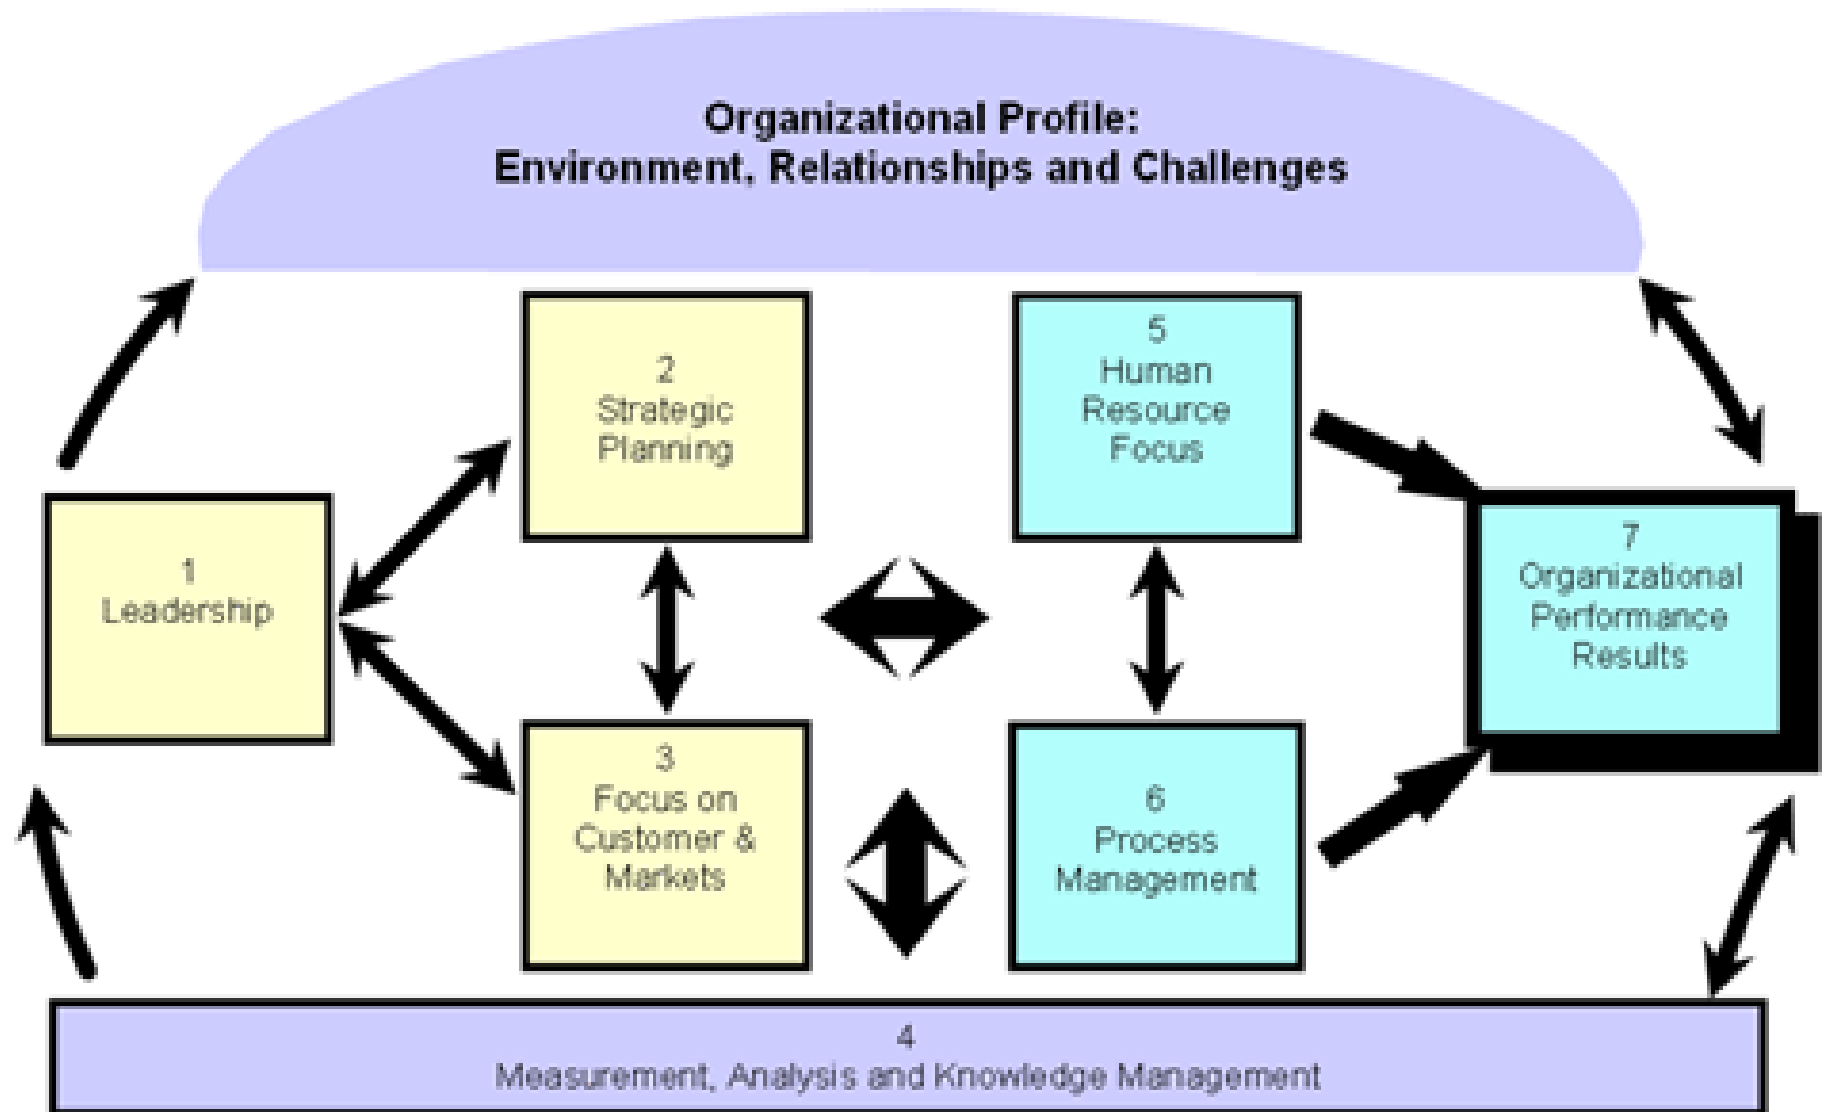 Organizational Profile:
Environment, Relationships and Challenges
1
Leadership
2
Strategic
Planning
3
Focus on
Customer &
Markets
5
Human
Resource
Focus
6
Process
Management
7
Organizational
Performance
Results
4
Measurement, Analysis and Knowledge Management